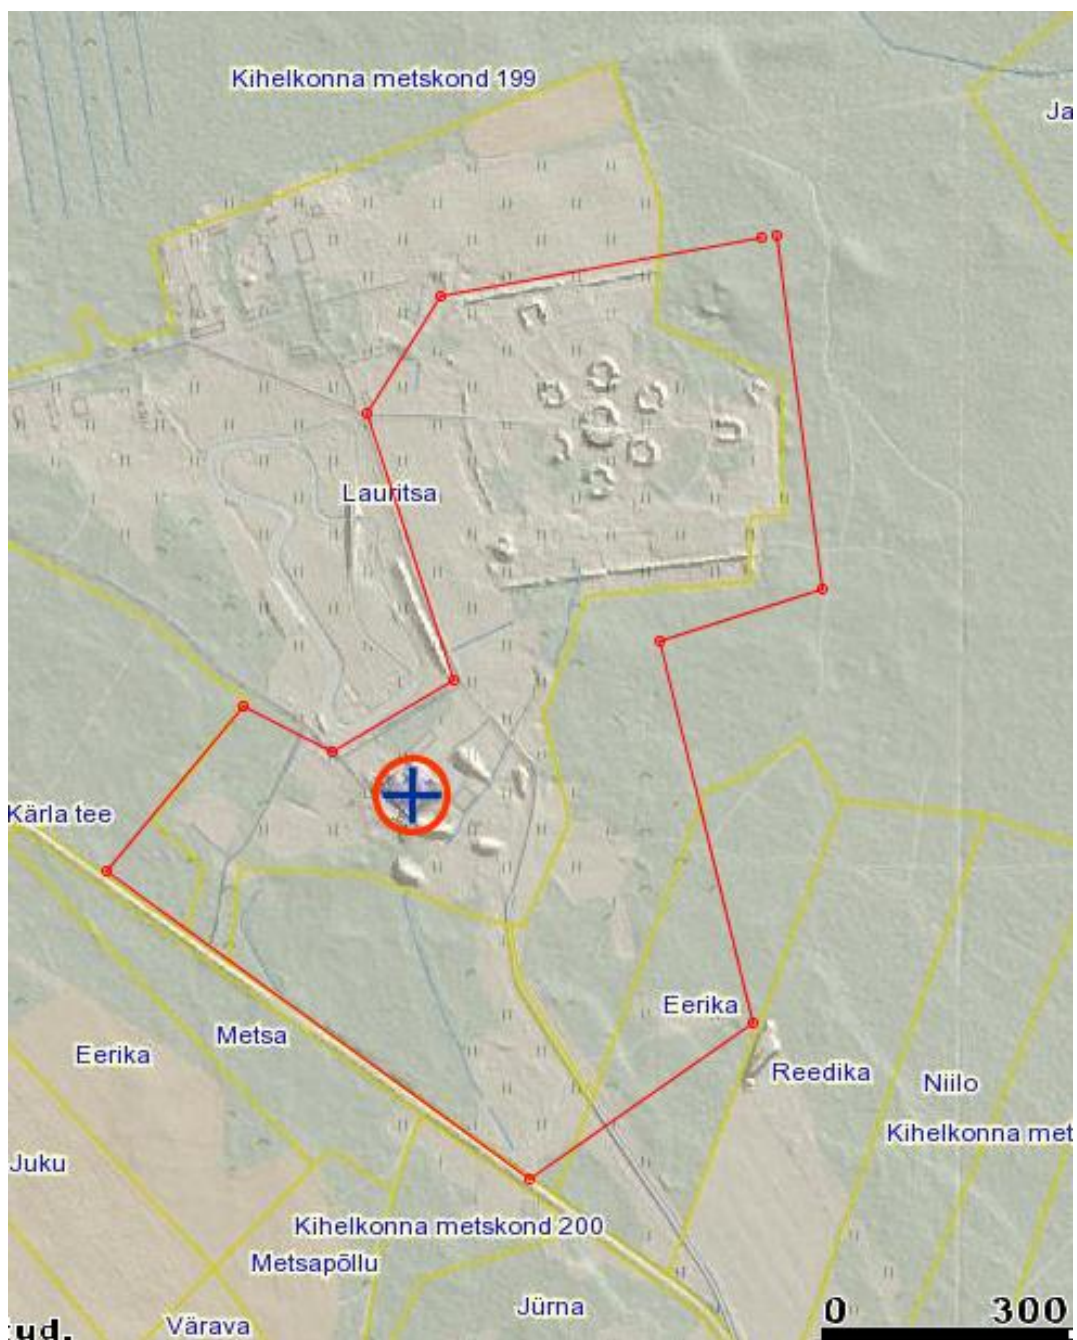 Kihelkonna metskond 199
Ja
Lauritsa
Kärla tee
Eerika
Metsa
Eerika
Reedika
Niilo
Kihelkonna met
Juku
Kihelkonna metskond 200
Metsapõllu
Jürna
Värava
ud.
0 300